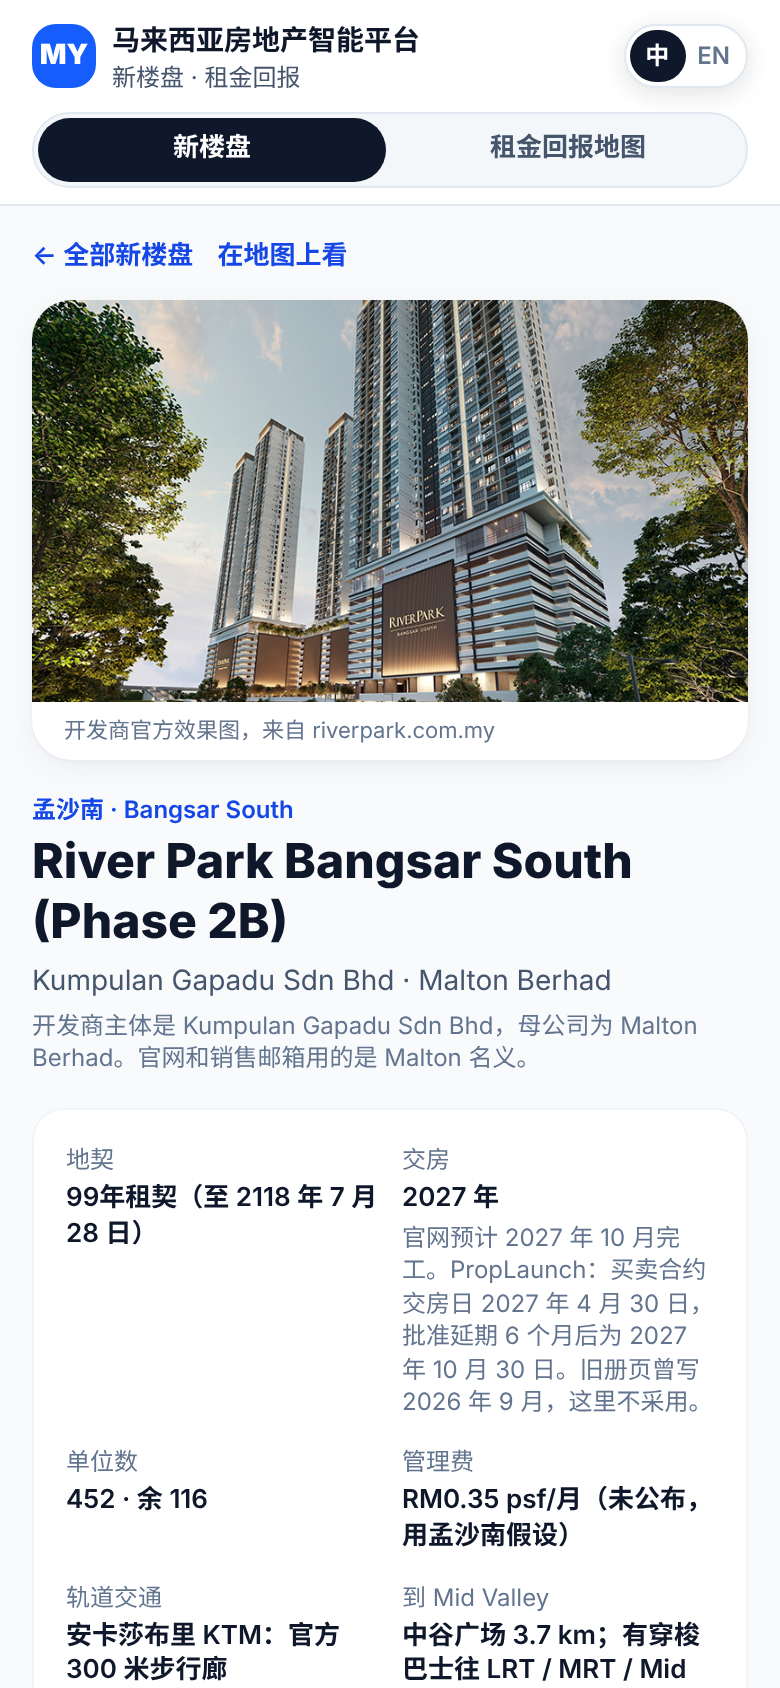 MY
马来西亚房地产智能平台
新楼盘 · 租金回报
中 EN
新楼盘 租金回报地图
← 全部新楼盘 在地图上看
RIVERPARK
BANGSAR SOUTH
开发商官方效果图，来自 riverpark.com.my
孟沙南 · Bangsar South
River Park Bangsar South
(Phase 2B)
Kumpulan Gapadu Sdn Bhd · Malton Berhad
开发商主体是 Kumpulan Gapadu Sdn Bhd，母公司为 Malton
Berhad。官网和销售邮箱用的是 Malton 名义。
地契
99年租契（至 2118 年 7 月
28 日）
交房
2027 年
官网预计 2027 年 10 月完
工。PropLaunch：买卖合约
交房日 2027 年 4 月 30 日，
批准延期 6 个月后为 2027
年 10 月 30 日。旧册页曾写
2026 年 9 月，这里不采用。
单位数
452 · 余 116
管理费
RM0.35 psf/月（未公布，
用孟沙南假设）
轨道交通
安卡莎布里 KTM：官方
300 米步行廊
到 Mid Valley
中谷广场 3.7 km；有穿梭
巴士往 LRT / MRT / Mid